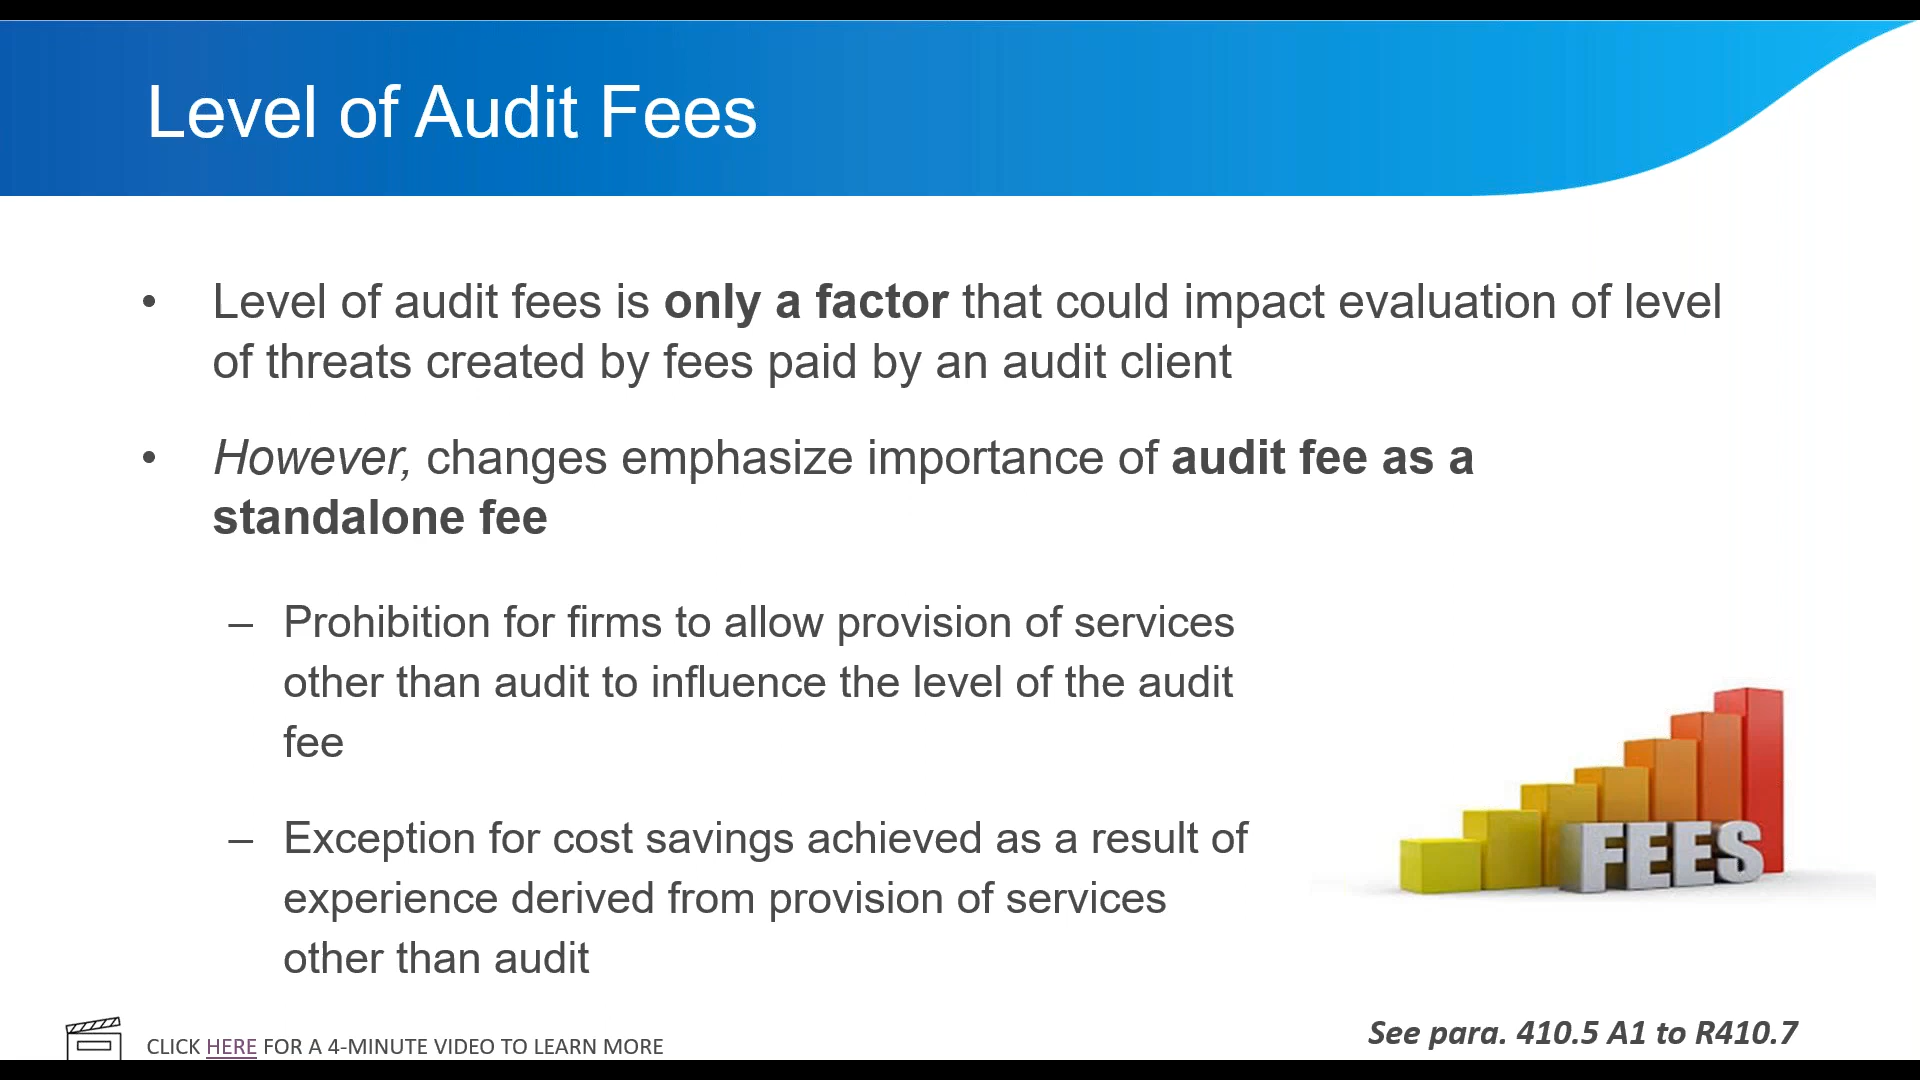 Level of Audit Fees
• Level of audit fees is only a factor that could impact evaluation of level
of threats created by fees paid by an audit client
• However, changes emphasize importance of audit fee as a
standalone fee
– Prohibition for firms to allow provision of services
other than audit to influence the level of the audit
fee
– Exception for cost savings achieved as a result of
experience derived from provision of services
other than audit
FEES
CLICK HERE FOR A 4-MINUTE VIDEO TO LEARN MORE
See para. 410.5 A1 to R410.7